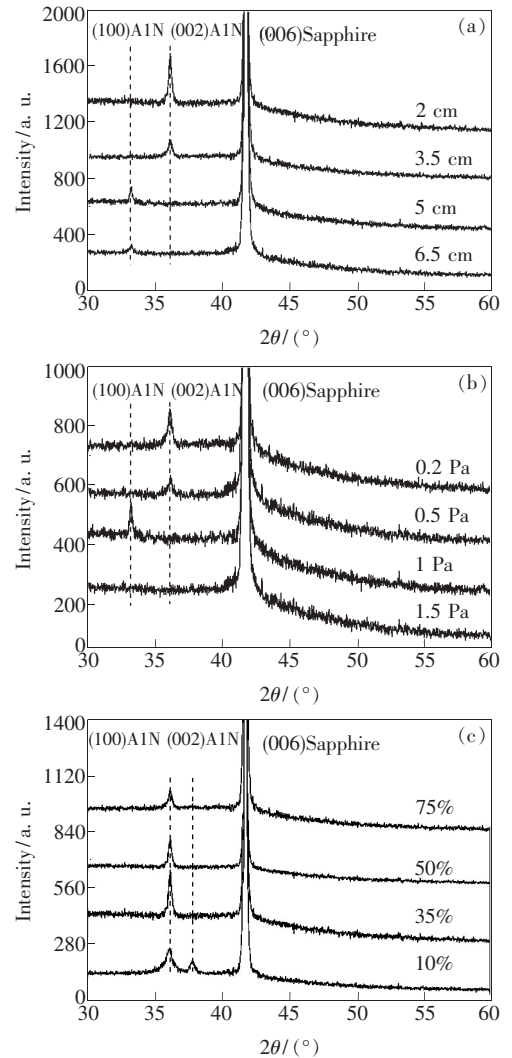 2000
(100)A1N (002)A1N (006)Sapphire (a)
1600
2 cm
1200
3.5 cm
800
5 cm
400
6.5 cm
0
Intensity/a. u.
30 35 40 45 50 55 60
2θ/(°)
1000
(100)A1N (002)A1N (006)Sapphire (b)
800
0.2 Pa
600
0.5 Pa
400
1 Pa
200
1.5 Pa
0
Intensity/a. u.
30 35 40 45 50 55 60
2θ/(°)
1400
(100)A1N (002)A1N (006)Sapphire (c)
1120
75%
840
50%
560
35%
280
10%
0
Intensity/a. u.
30 35 40 45 50 55 60
2θ/(°)